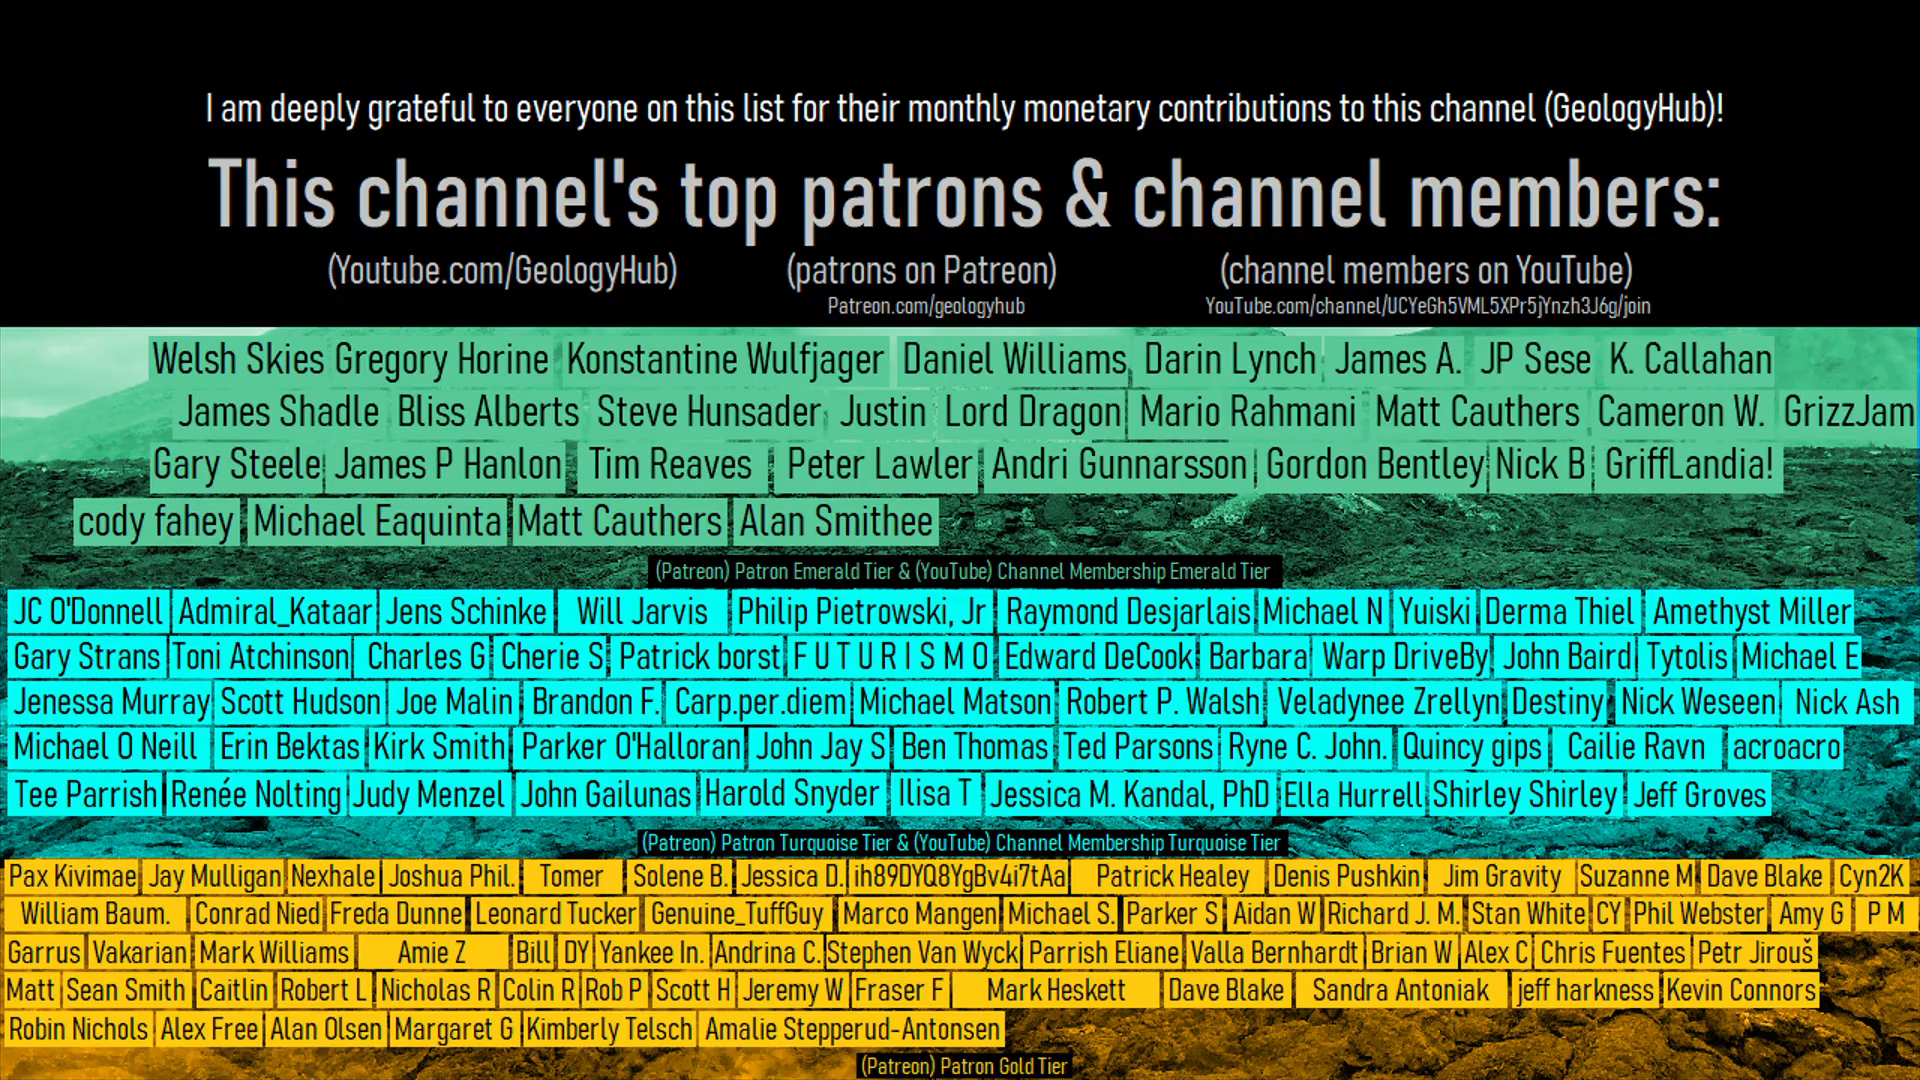 I am deeply grateful to everyone on this list for their monthly monetary contributions to this channel (GeologyHub)!
This channel's top patrons & channel members:
(Youtube.com/GeologyHub) (patrons on Patreon) (channel members on YouTube)
Patreon.com/geologyhub YouTube.com/channel/UCYeGh5VML5XPr5jYnzh3J6g/join
Welsh Skies Gregory Horine Konstantine Wulfjager Daniel Williams Darin Lynch James A. JP Sese K. Callahan
James Shadle Bliss Alberts Steve Hunsader Justin Lord Dragon Mario Rahmani Matt Cauthers Cameron W. GrizzJam
Gary Steele James P Hanlon Tim Reaves Peter Lawler Andri Gunnarsson Gordon Bentley Nick B GriffLandia!
cody fahey Michael Eaquinta Matt Cauthers Alan Smithee
(Patreon) Patron Emerald Tier & (YouTube) Channel Membership Emerald Tier
JC O'Donnell Admiral_Kataar Jens Schinke Will Jarvis Philip Pietrowski, Jr Raymond Desjarlais Michael N Yuiski Derma Thiel Amethyst Miller
Gary Strans Toni Atchinson Charles G Cherie S Patrick borst F U T U R I S M O Edward DeCook Barbara Warp DriveBy John Baird Tytolis Michael E
Jenessa Murray Scott Hudson Joe Malin Brandon F. Carp.per.diem Michael Matson Robert P. Walsh Veladynee Zrellyn Destiny Nick Weseen Nick Ash
Michael O Neill Erin Bektas Kirk Smith Parker O'Halloran John Jay S Ben Thomas Ted Parsons Ryne C. John. Quincy gips Cailie Ravn acroacro
Tee Parrish Renée Nolting Judy Menzel John Gailunas Harold Snyder Ilisa T Jessica M. Kandal, PhD Ella Hurrell Shirley Shirley Jeff Groves
(Patreon) Patron Turquoise Tier & (YouTube) Channel Membership Turquoise Tier
Pax Kivimae Jay Mulligan Nexhale Joshua Phil. Tomer Solene B. Jessica D. ih89DYQ8YgBv4i7tAa Patrick Healey Denis Pushkin Jim Gravity Suzanne M Dave Blake Cyn2K
William Baum. Conrad Nied Freda Dunne Leonard Tucker Genuine_TuffGuy Marco Mangen Michael S. Parker S Aidan W Richard J. M. Stan White CY Phil Webster Amy G P M
Garrus Vakarian Mark Williams Amie Z Bill DY Yankee In. Andrina C. Stephen Van Wyck Parrish Eliane Valla Bernhardt Brian W Alex C Chris Fuentes Petr Jirouš
Matt Sean Smith Caitlin Robert L Nicholas R Colin R Rob P Scott H Jeremy W Fraser F Mark Heskett Dave Blake Sandra Antoniak jeff harkness Kevin Connors
Robin Nichols Alex Free Alan Olsen Margaret G Kimberly Telsch Amalie Stepperud-Antonsen
(Patreon) Patron Gold Tier